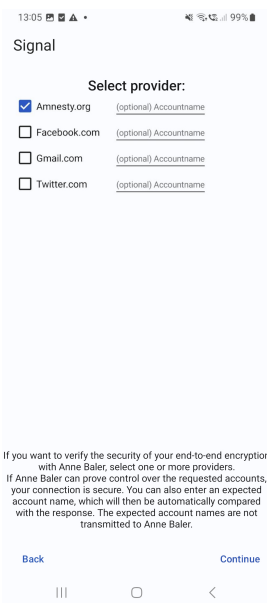 13:05
99%
Signal
Select provider:
Amnesty.org (optional) Accountname
Facebook.com (optional) Accountname
Gmail.com (optional) Accountname
Twitter.com (optional) Accountname
If you want to verify the security of your end-to-end encryption
with Anne Baler, select one or more providers.
If Anne Baler can prove control over the requested accounts,
your connection is secure. You can also enter an expected
account name, which will then be automatically compared
with the response. The expected account names are not
transmitted to Anne Baler.
Back Continue